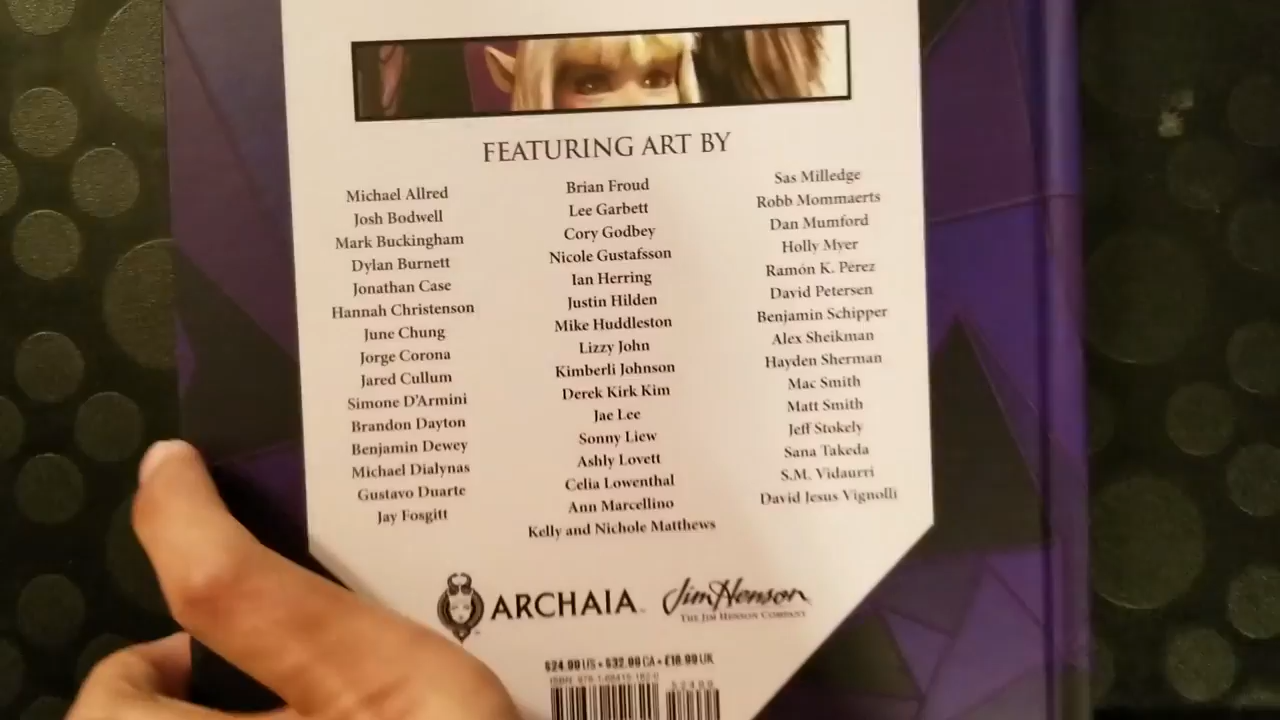 FEATURING ART BY
Michael Allred
Josh Bodwell
Mark Buckingham
Dylan Burnett
Jonathan Case
Hannah Christenson
June Chung
Jorge Corona
Jared Cullum
Simone D'Armini
Brandon Dayton
Benjamin Dewey
Michael Dialynas
Gustavo Duarte
Jay Fosgitt
Brian Froud
Lee Garbett
Cory Godbey
Nicole Gustafsson
Ian Herring
Justin Hilden
Mike Huddleston
Lizzy John
Kimberli Johnson
Derek Kirk Kim
Jae Lee
Sonny Liew
Ashly Lovett
Celia Lowenthal
Ann Marcellino
Kelly and Nichole Matthews
Sas Milledge
Robb Mommaerts
Dan Mumford
Holly Myer
Ramón K. Pérez
David Petersen
Benjamin Schipper
Alex Sheikman
Hayden Sherman
Mac Smith
Matt Smith
Jeff Stokely
Sana Takeda
S.M. Vidaurri
David Jesus Vignolli
ARCHAIA™
Jim Henson
THE JIM HENSON COMPANY
$24.99 US • $32.99 CA • £18.99 UK
ISBN
52499